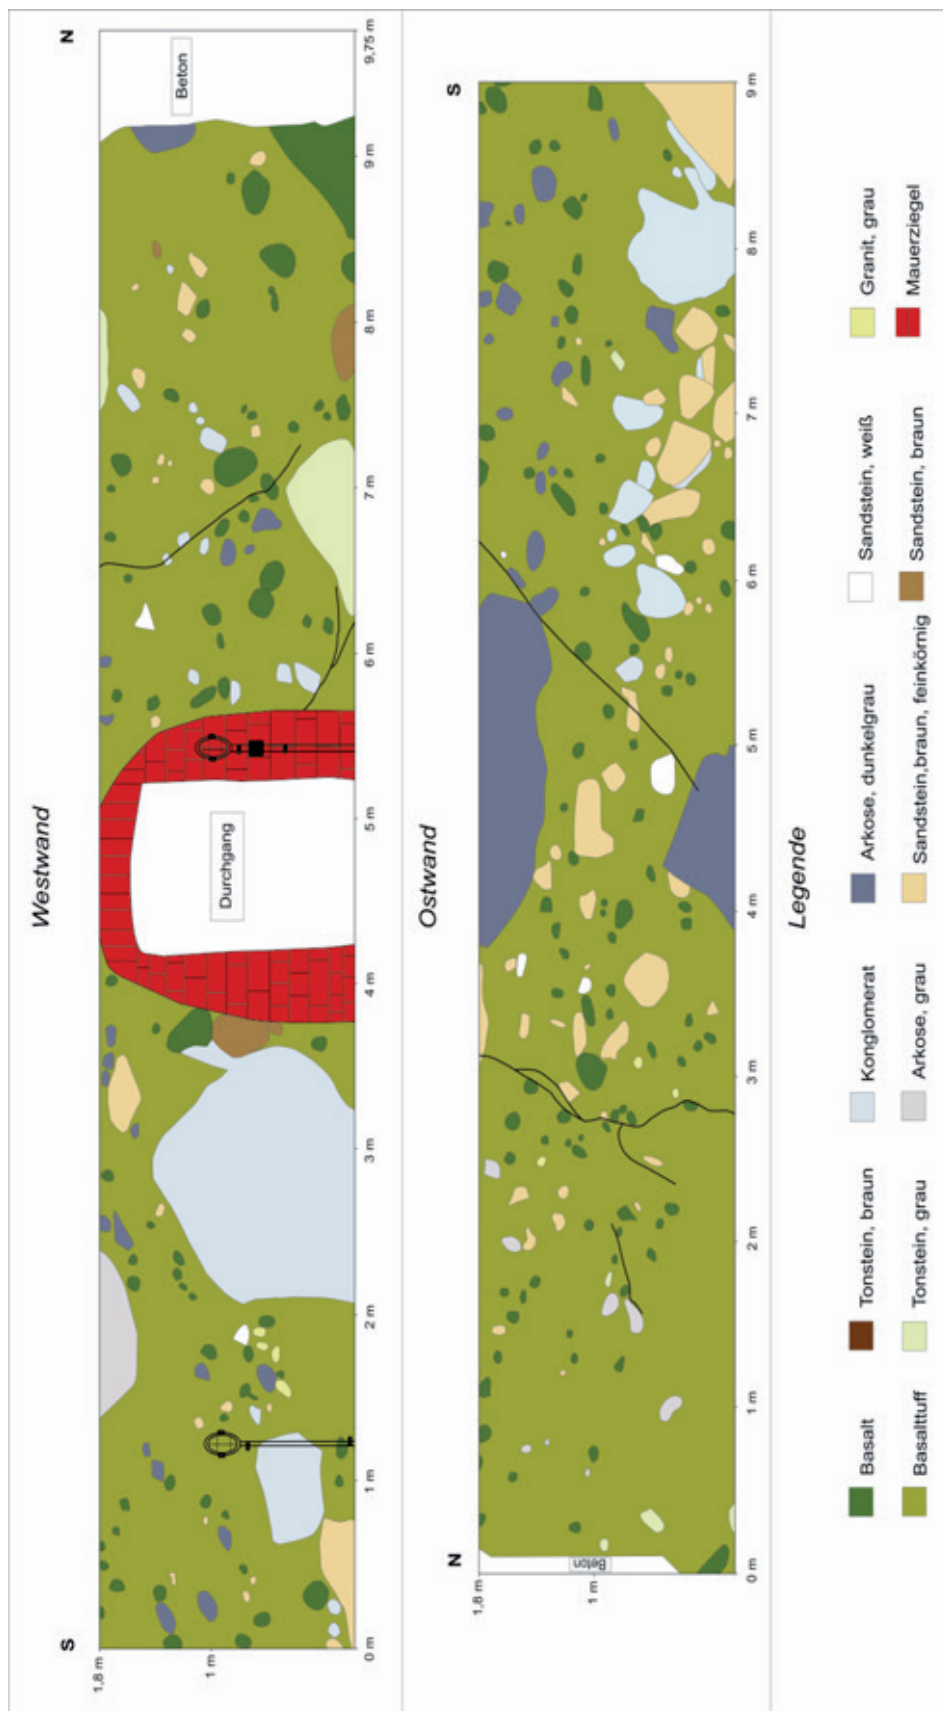 Westwand
S
N
1,8 m
1 m
Durchgang
Beton
0 m
1 m
2 m
3 m
4 m
5 m
6 m
7 m
8 m
9 m
9,75 m
Ostwand
N
S
1,8 m
1 m
Beton
0 m
1 m
2 m
3 m
4 m
5 m
6 m
7 m
8 m
9 m
Legende
Basalt
Tonstein, braun
Konglomerat
Arkose, dunkelgrau
Sandstein, weiß
Granit, grau
Basalttuff
Tonstein, grau
Arkose, grau
Sandstein,braun, feinkörnig
Sandstein, braun
Mauerziegel